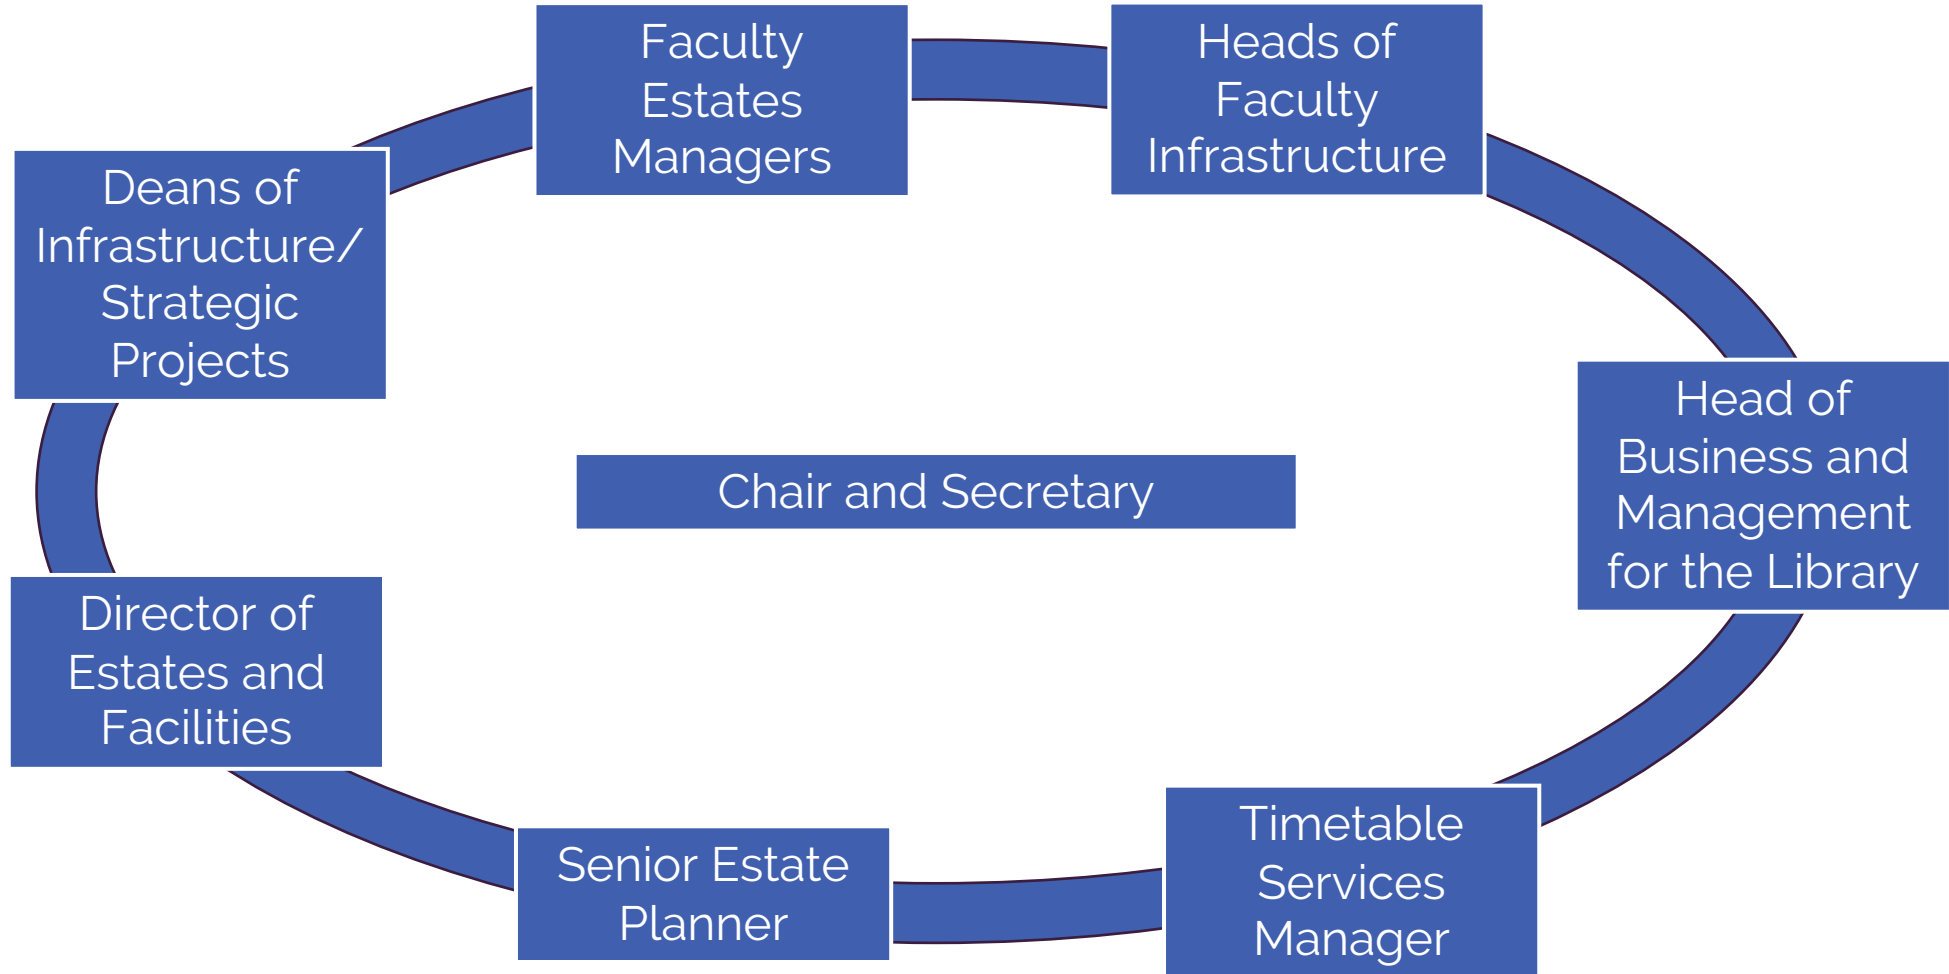 Faculty
Estates
Managers
Heads of
Faculty
Infrastructure
Deans of
Infrastructure/
Strategic
Projects
Head of
Business and
Management
for the Library
Chair and Secretary
Director of
Estates and
Facilities
Senior Estate
Planner
Timetable
Services
Manager